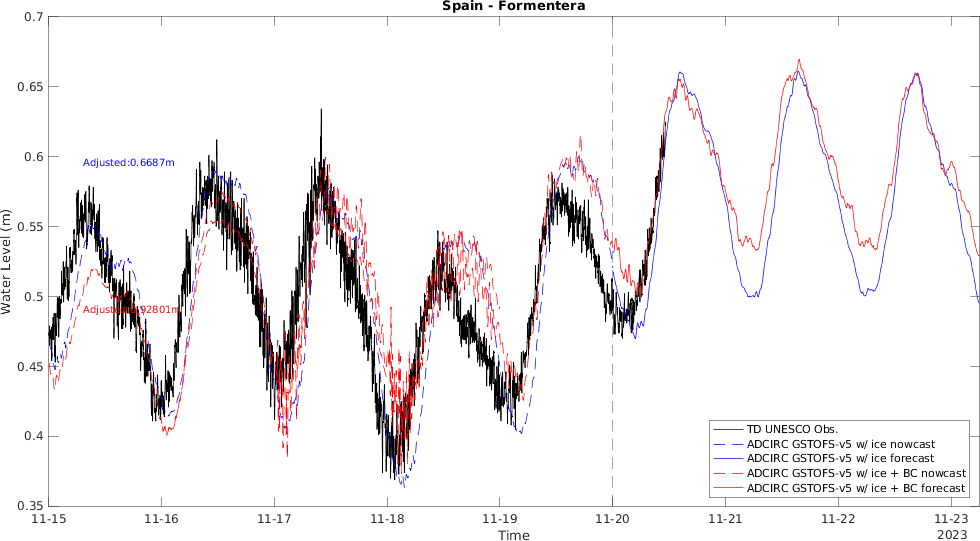 Spain - Formentera
0.7
0.65
0.6
0.55
0.5
0.45
0.4
0.35
Water Level (m)
Adjusted:0.6687m
11-15
11-16
11-17
11-18
11-19
11-20
11-21
11-22
11-23
2023
Time
TD UNESCO Obs.
ADCIRC GSTOFS-v5 w/ ice nowcast
ADCIRC GSTOFS-v5 w/ ice forecast
ADCIRC GSTOFS-v5 w/ ice + BC nowcast
ADCIRC GSTOFS-v5 w/ ice + BC forecast